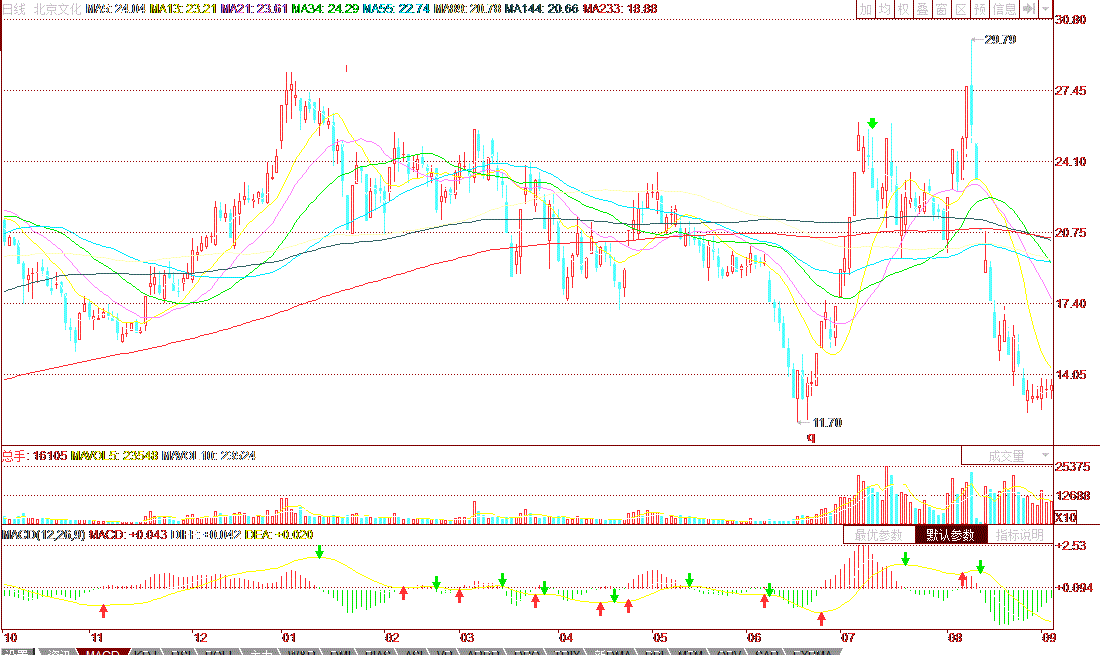 日线 北京文化 MA5: 24.04 MA13: 23.21 MA21: 23.61 MA34: 24.29 MA55: 22.74 MA89: 20.78 MA144: 20.66 MA233: 18.88
加 均 权 叠 窗 区 预 信息
30.80
29.79
27.45
24.10
20.75
17.40
14.05
11.70
q
总手: 16105 MAVOL5: 23548 MAVOL10: 23524
成交量
25375
12688
X10
MACD(12,26,9) MACD: +0.043 DIFF: +0.042 DEA: +0.020
最优参数 默认参数 指标说明
+2.53
+0.094
10 11 12 01 02 03 04 05 06 07 08 09
设置 MACD